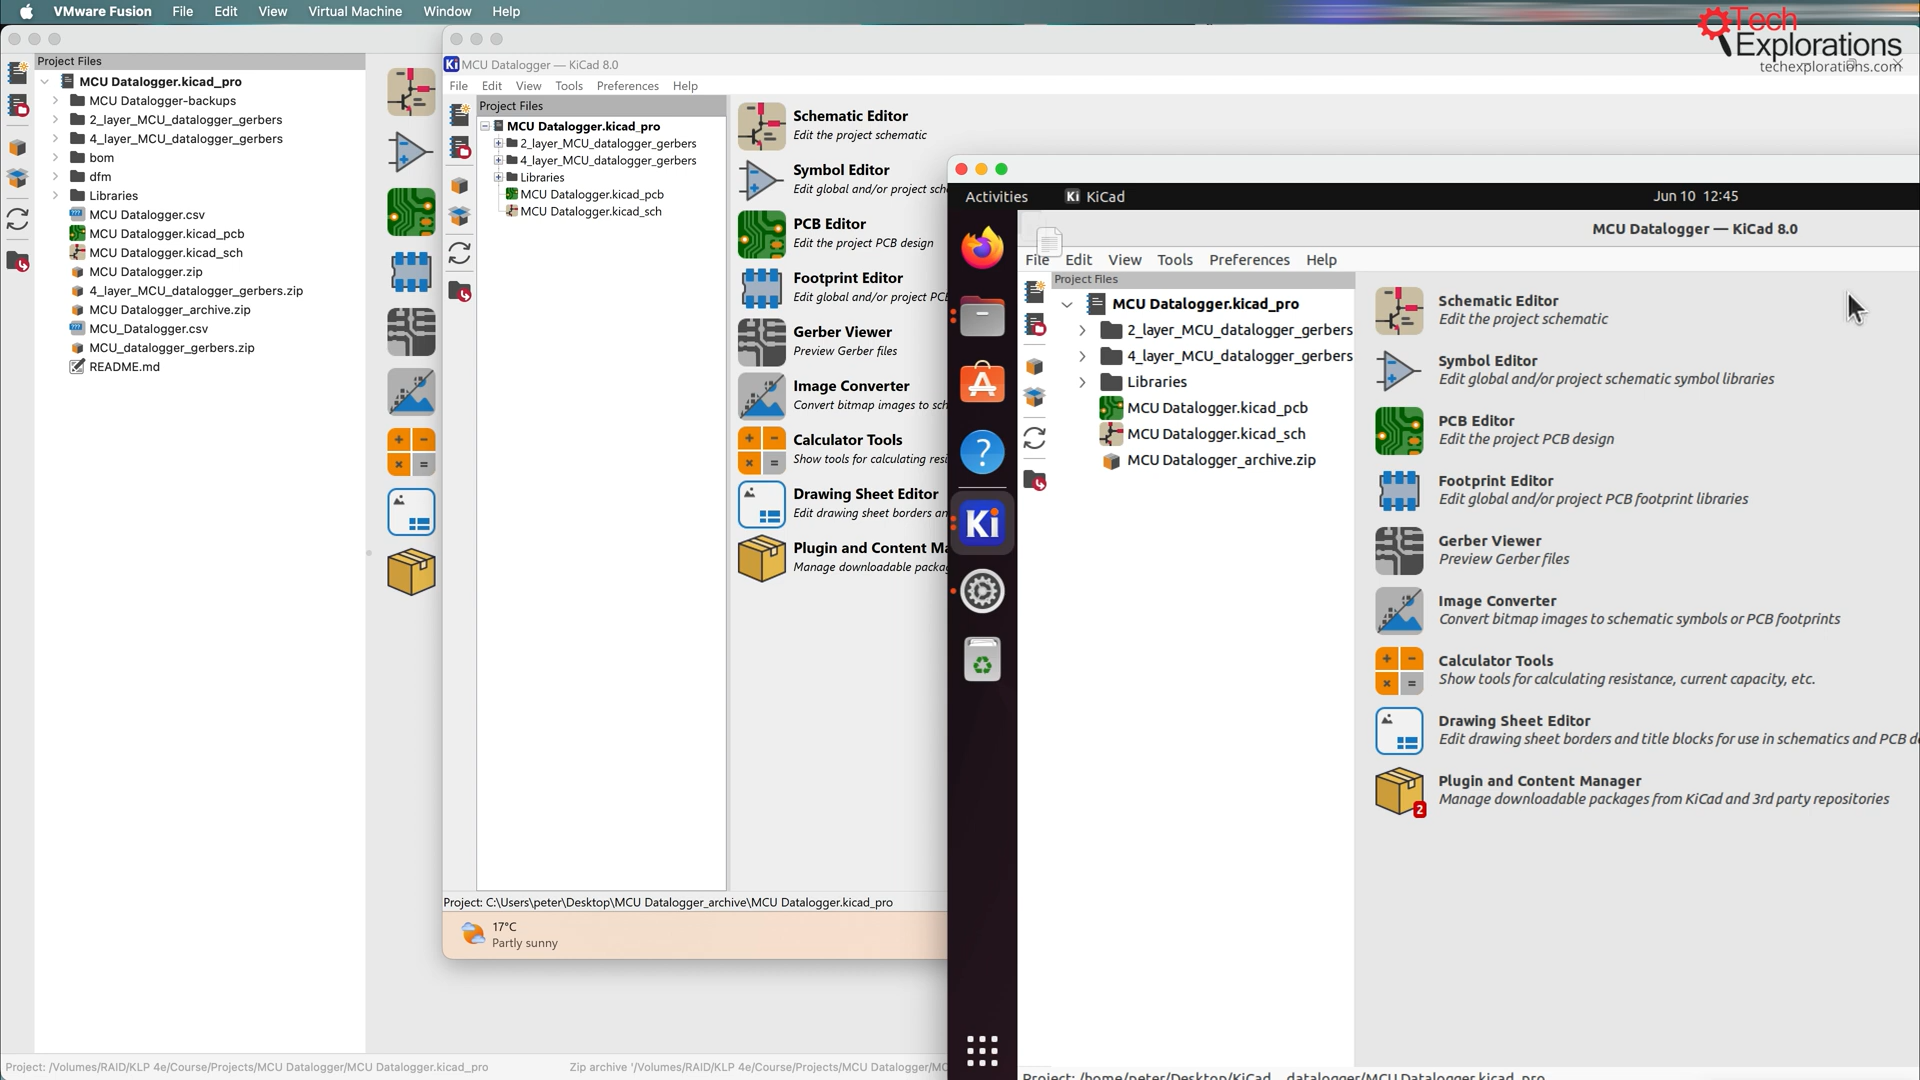 VMware Fusion File Edit View Virtual Machine Window Help
Tech
Explorations
techexplorations.com
Project Files
MCU Datalogger.kicad_pro
MCU Datalogger-backups
2_layer_MCU_datalogger_gerbers
4_layer_MCU_datalogger_gerbers
bom
dfm
Libraries
MCU Datalogger.csv
MCU Datalogger.kicad_pcb
MCU Datalogger.kicad_sch
MCU Datalogger.zip
4_layer_MCU_datalogger_gerbers.zip
MCU Datalogger_archive.zip
MCU_Datalogger.csv
MCU_datalogger_gerbers.zip
README.md
Project: /Volumes/RAID/KLP 4e/Course/Projects/MCU Datalogger/MCU Datalogger.kicad_pro
Zip archive '/Volumes/RAID/KLP 4e/Course/Projects/MCU Datalogger/MC
Ki MCU Datalogger — KiCad 8.0
File Edit View Tools Preferences Help
Project Files
MCU Datalogger.kicad_pro
2_layer_MCU_datalogger_gerbers
4_layer_MCU_datalogger_gerbers
Libraries
MCU Datalogger.kicad_pcb
MCU Datalogger.kicad_sch
Schematic Editor
Edit the project schematic
Symbol Editor
Edit global and/or project sch
PCB Editor
Edit the project PCB design
Footprint Editor
Edit global and/or project PCB
Gerber Viewer
Preview Gerber files
Image Converter
Convert bitmap images to sch
Calculator Tools
Show tools for calculating resi
Drawing Sheet Editor
Edit drawing sheet borders an
Plugin and Content Ma
Manage downloadable packag
Project: C:\Users\peter\Desktop\MCU Datalogger_archive\MCU Datalogger.kicad_pro
17°C
Partly sunny
Activities Ki KiCad Jun 10 12:45
MCU Datalogger — KiCad 8.0
File Edit View Tools Preferences Help
Project Files
MCU Datalogger.kicad_pro
2_layer_MCU_datalogger_gerbers
4_layer_MCU_datalogger_gerbers
Libraries
MCU Datalogger.kicad_pcb
MCU Datalogger.kicad_sch
MCU Datalogger_archive.zip
Ki
Schematic Editor
Edit the project schematic
Symbol Editor
Edit global and/or project schematic symbol libraries
PCB Editor
Edit the project PCB design
Footprint Editor
Edit global and/or project PCB footprint libraries
Gerber Viewer
Preview Gerber files
Image Converter
Convert bitmap images to schematic symbols or PCB footprints
Calculator Tools
Show tools for calculating resistance, current capacity, etc.
Drawing Sheet Editor
Edit drawing sheet borders and title blocks for use in schematics and PCB de
Plugin and Content Manager
Manage downloadable packages from KiCad and 3rd party repositories
2